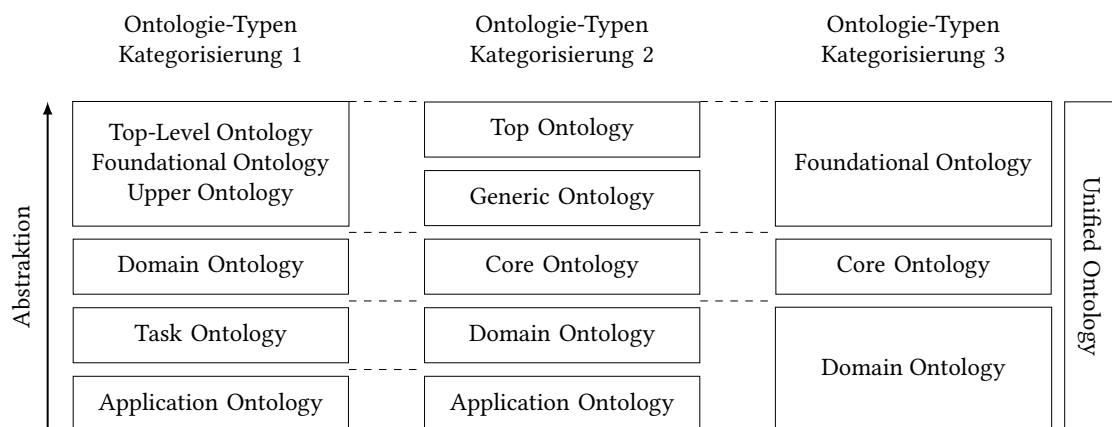 Ontologie-Typen
Kategorisierung 1
Ontologie-Typen
Kategorisierung 2
Ontologie-Typen
Kategorisierung 3
Abstraktion
Top-Level Ontology
Foundational Ontology
Upper Ontology
Domain Ontology
Task Ontology
Application Ontology
Top Ontology
Generic Ontology
Core Ontology
Domain Ontology
Application Ontology
Foundational Ontology
Core Ontology
Domain Ontology
Unified Ontology